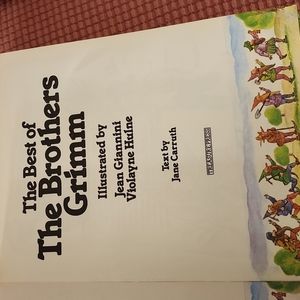 The Best of
The Brothers
Grimm
Illustrated by
Jean Giannini
Violayne Hulne
Text by
Jane Carruth